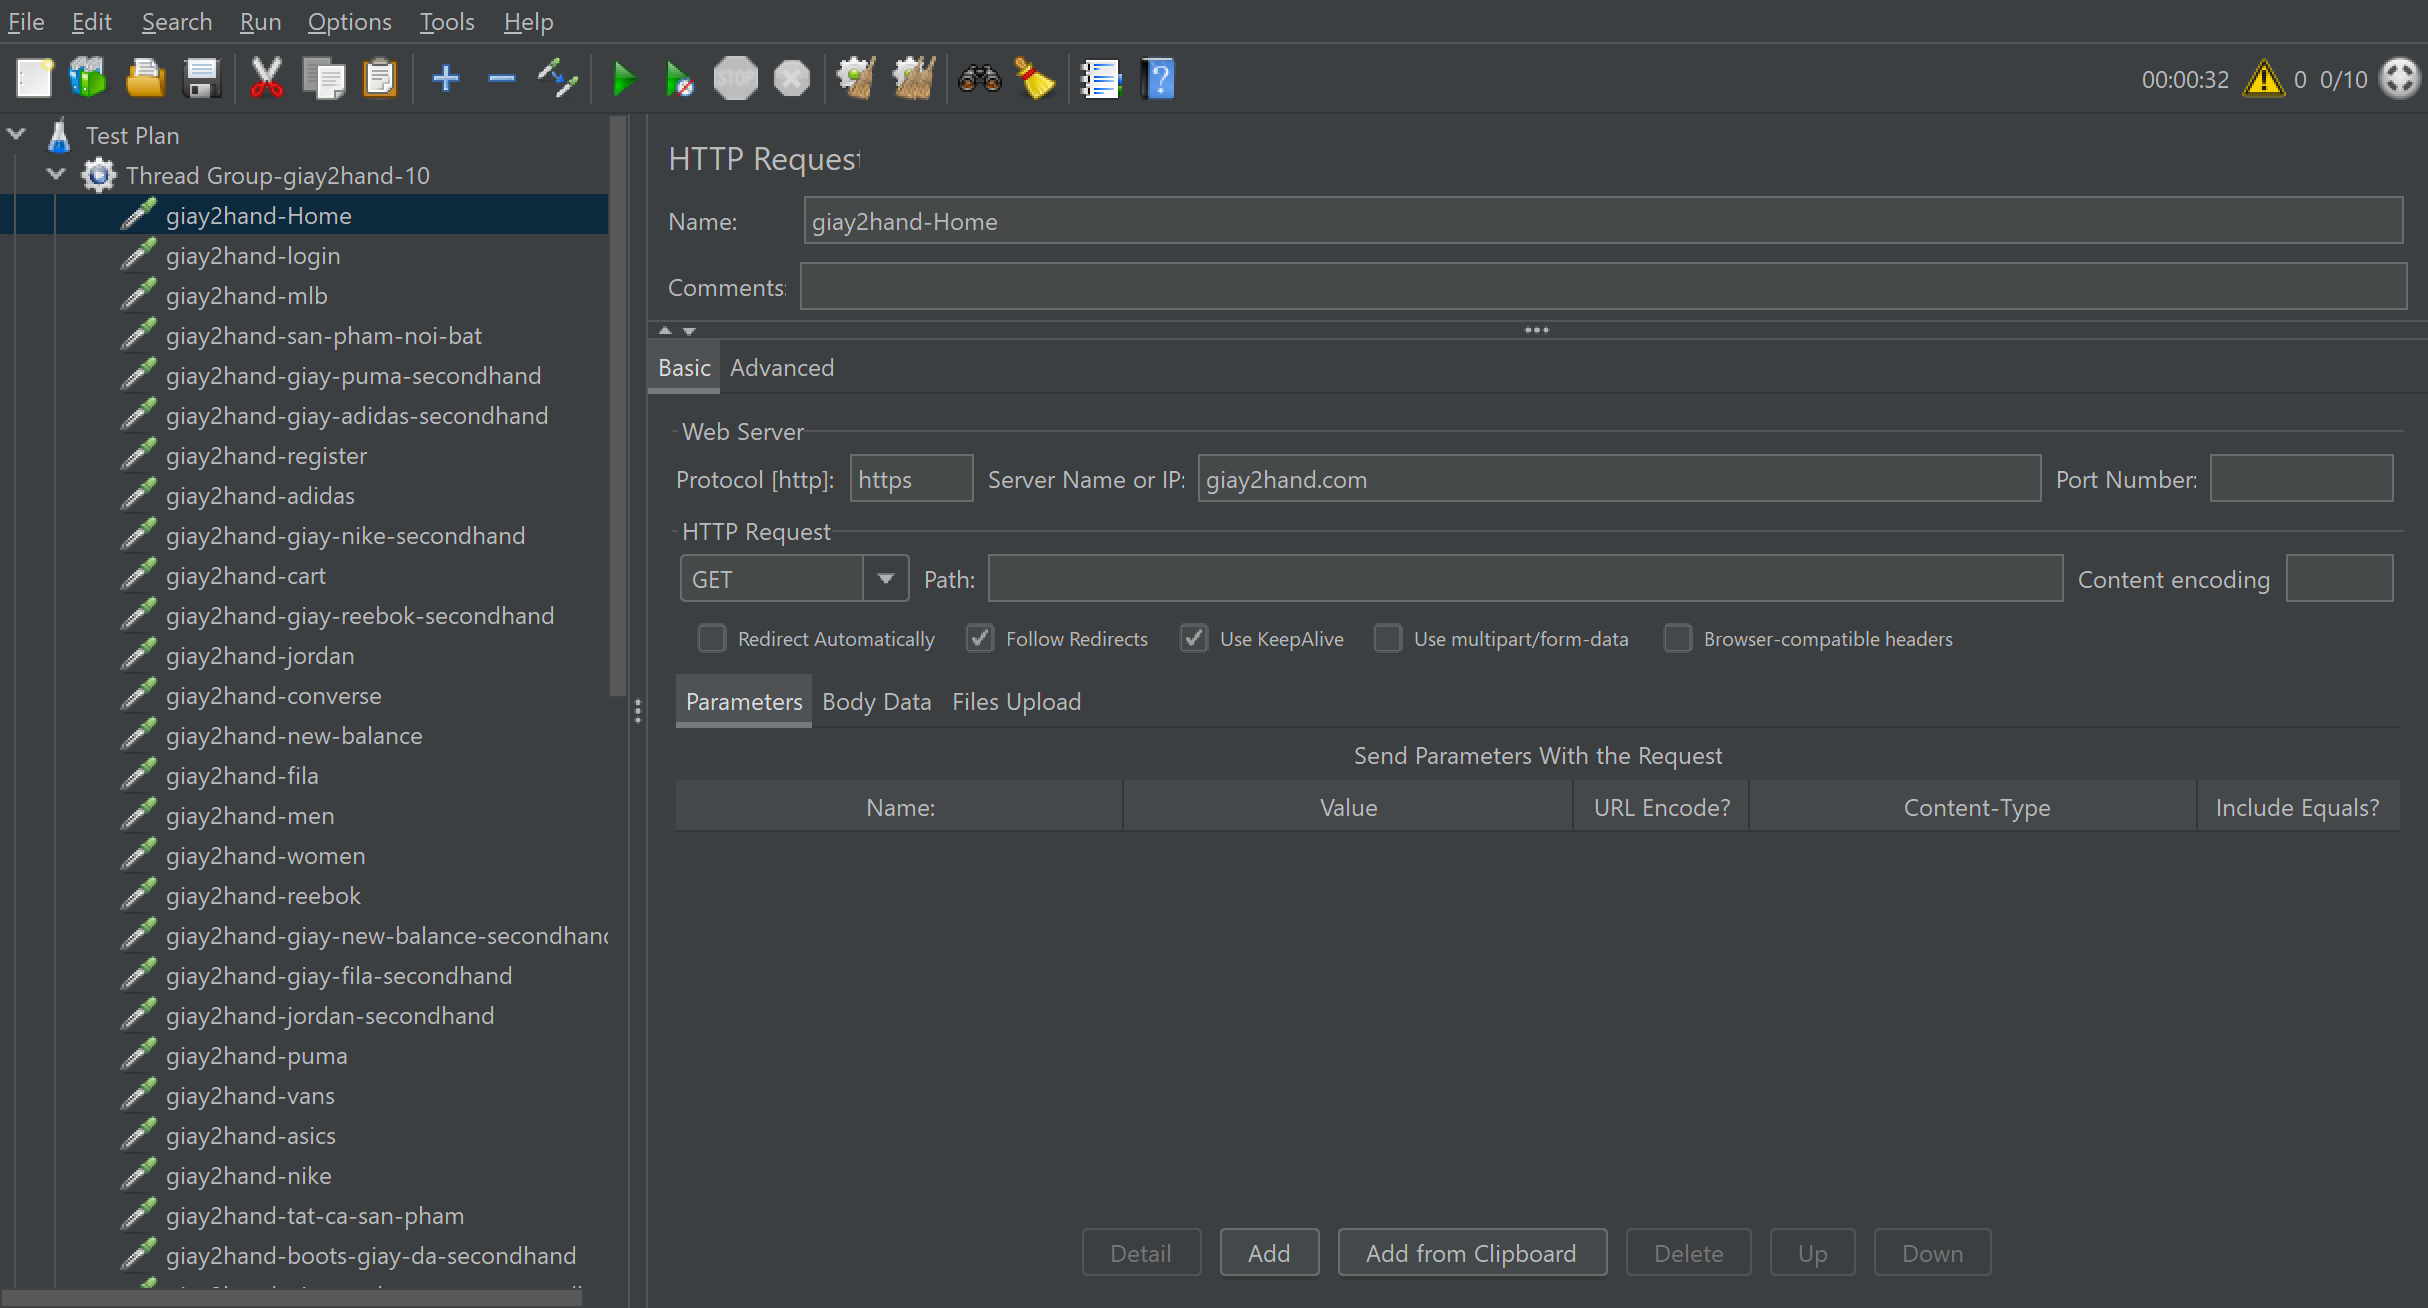 File Edit Search Run Options Tools Help
STOP
00:00:32 0 0/10
Test Plan
Thread Group-giay2hand-10
giay2hand-Home
giay2hand-login
giay2hand-mlb
giay2hand-san-pham-noi-bat
giay2hand-giay-puma-secondhand
giay2hand-giay-adidas-secondhand
giay2hand-register
giay2hand-adidas
giay2hand-giay-nike-secondhand
giay2hand-cart
giay2hand-giay-reebok-secondhand
giay2hand-jordan
giay2hand-converse
giay2hand-new-balance
giay2hand-fila
giay2hand-men
giay2hand-women
giay2hand-reebok
giay2hand-giay-new-balance-secondhand
giay2hand-giay-fila-secondhand
giay2hand-jordan-secondhand
giay2hand-puma
giay2hand-vans
giay2hand-asics
giay2hand-nike
giay2hand-tat-ca-san-pham
giay2hand-boots-giay-da-secondhand
HTTP Request
Name: giay2hand-Home
Comments:
Basic Advanced
Web Server
Protocol [http]: https Server Name or IP: giay2hand.com Port Number:
HTTP Request
GET Path: Content encoding
Redirect Automatically Follow Redirects Use KeepAlive Use multipart/form-data Browser-compatible headers
Parameters Body Data Files Upload
Send Parameters With the Request
Name: Value URL Encode? Content-Type Include Equals?
Detail Add Add from Clipboard Delete Up Down